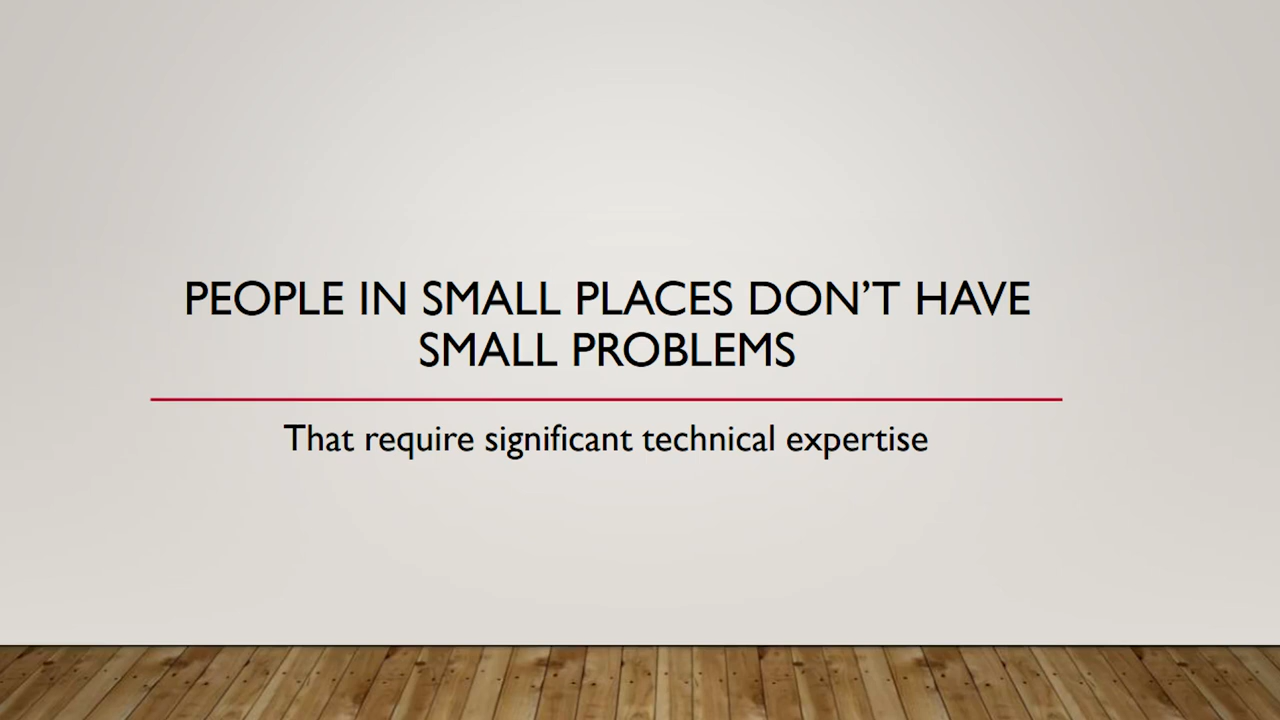 PEOPLE IN SMALL PLACES DON’T HAVE
SMALL PROBLEMS
That require significant technical expertise